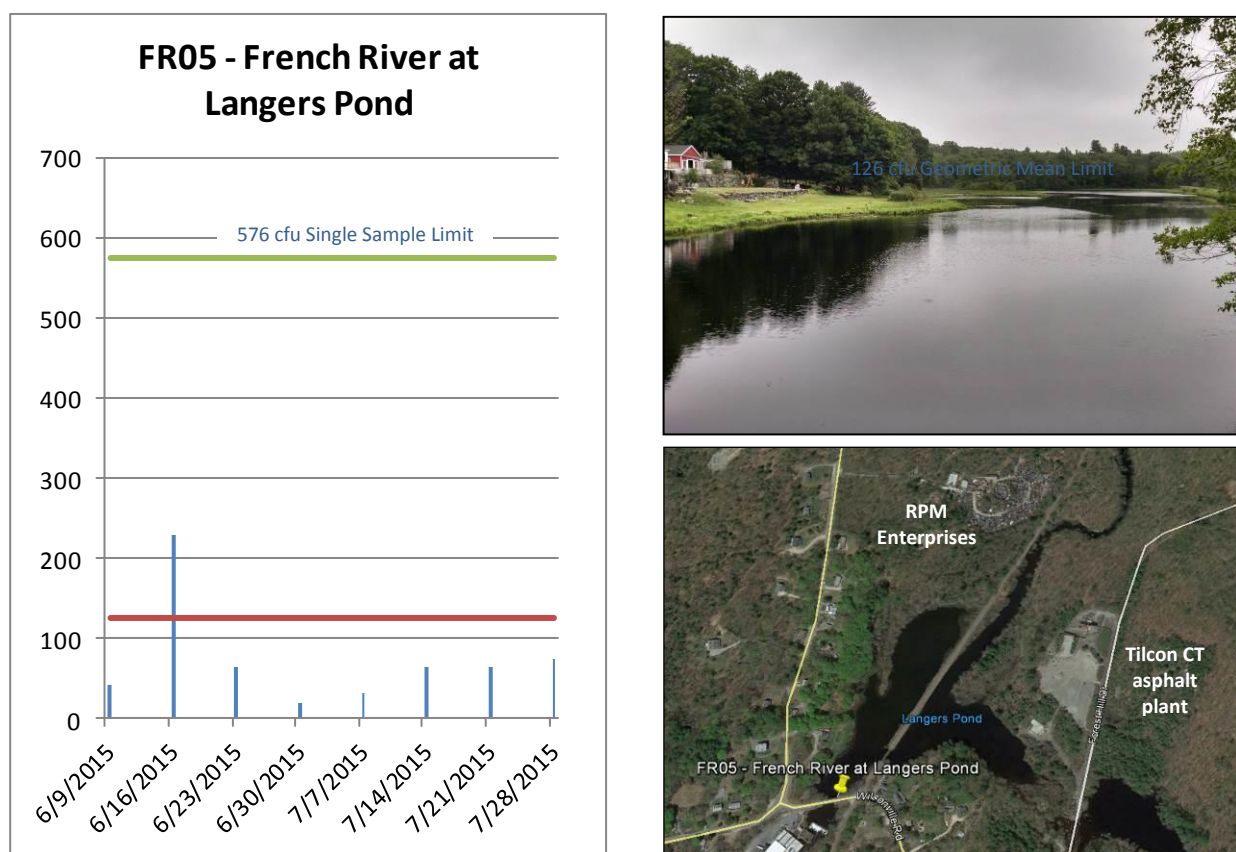 FR05 - French River at
Langers Pond
700
600
500
400
300
200
100
0
576 cfu Single Sample Limit
6/9/2015
6/16/2015
6/23/2015
6/30/2015
7/7/2015
7/14/2015
7/21/2015
7/28/2015
126 cfu Geometric Mean Limit
RPM
Enterprises
Tilcon CT
asphalt
plant
Langers Pond
FR05 - French River at Langers Pond
Wilsonville Rd